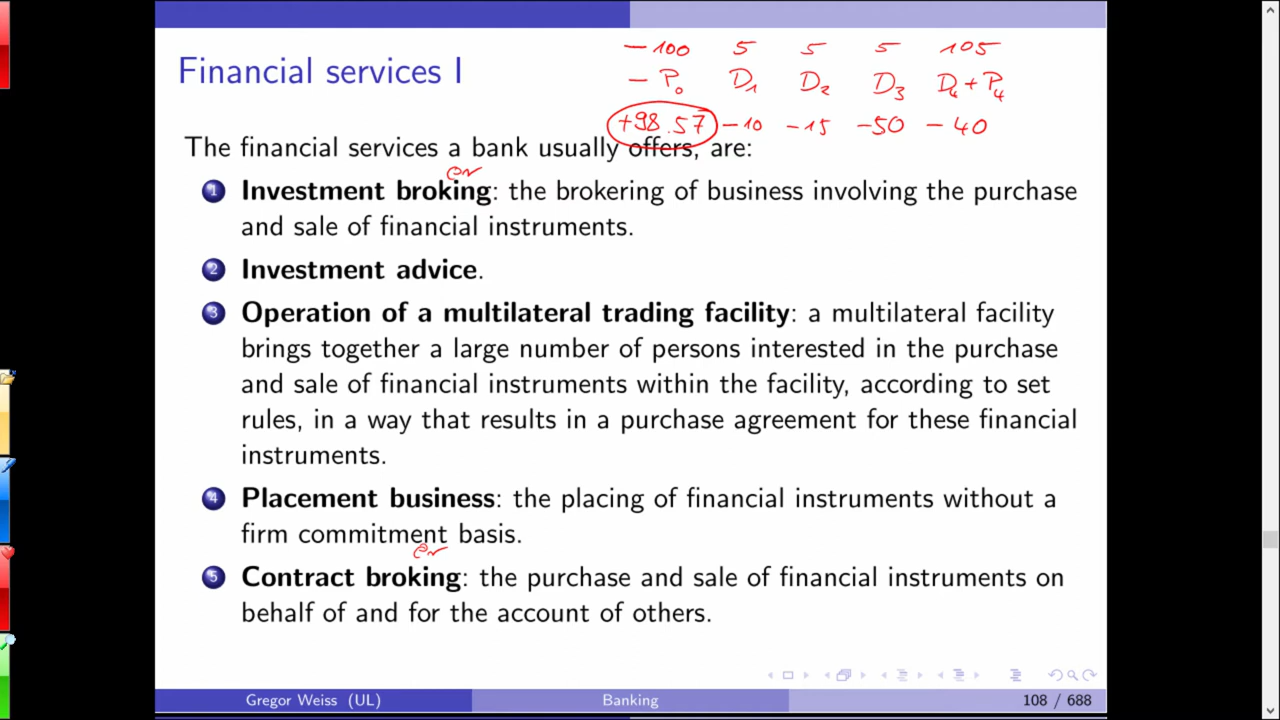 − 100 5 5 5 105
Financial services I
− P₀ D₁ D₂ D₃ D₄ + P₄
+98.57 −10 −15 −50 −40
The financial services a bank usually offers, are:
er
1 Investment broking: the brokering of business involving the purchase
and sale of financial instruments.
2 Investment advice.
3 Operation of a multilateral trading facility: a multilateral facility
brings together a large number of persons interested in the purchase
and sale of financial instruments within the facility, according to set
rules, in a way that results in a purchase agreement for these financial
instruments.
4 Placement business: the placing of financial instruments without a
firm commitment basis.
er
5 Contract broking: the purchase and sale of financial instruments on
behalf of and for the account of others.
Gregor Weiss (UL) Banking 108 / 688